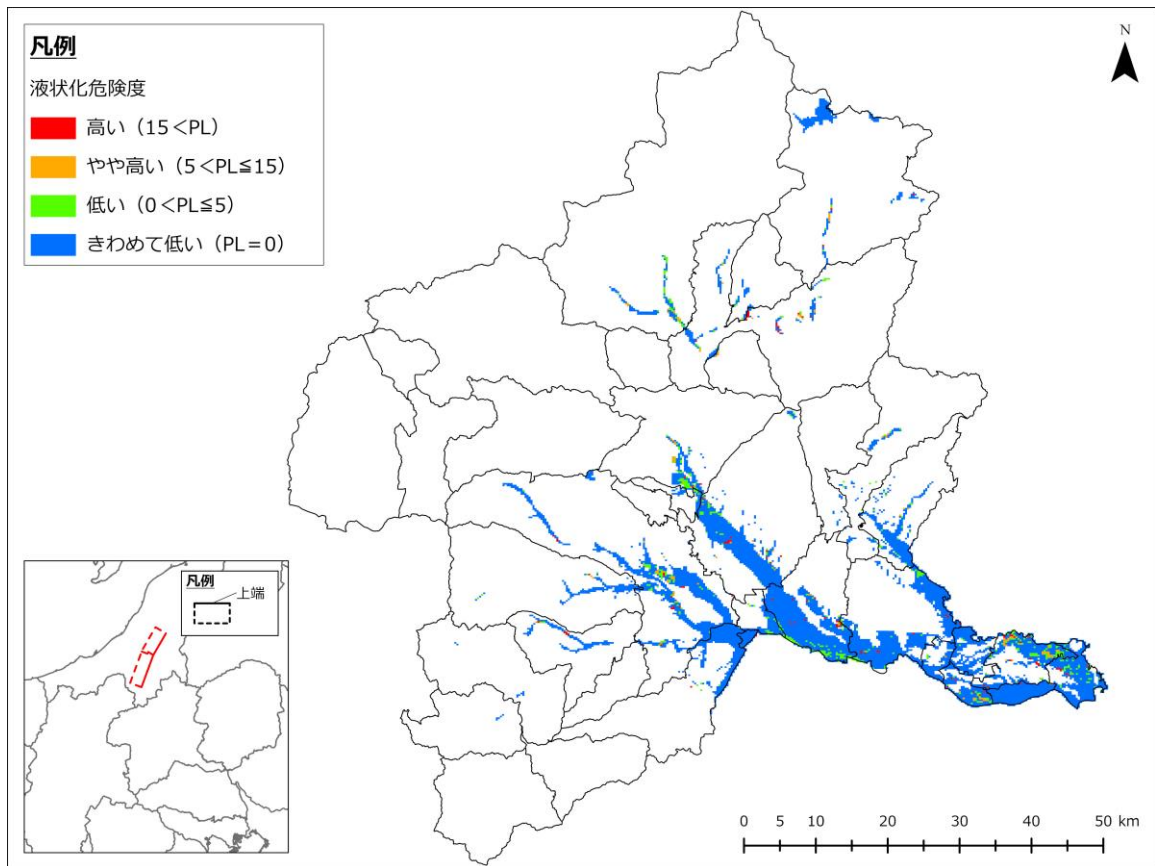 凡例
液状化危険度
高い（15＜PL）
やや高い（5＜PL≦15）
低い（0＜PL≦5）
きわめて低い（PL＝0）
N
凡例
上端
0 5 10 20 30 40 50 km